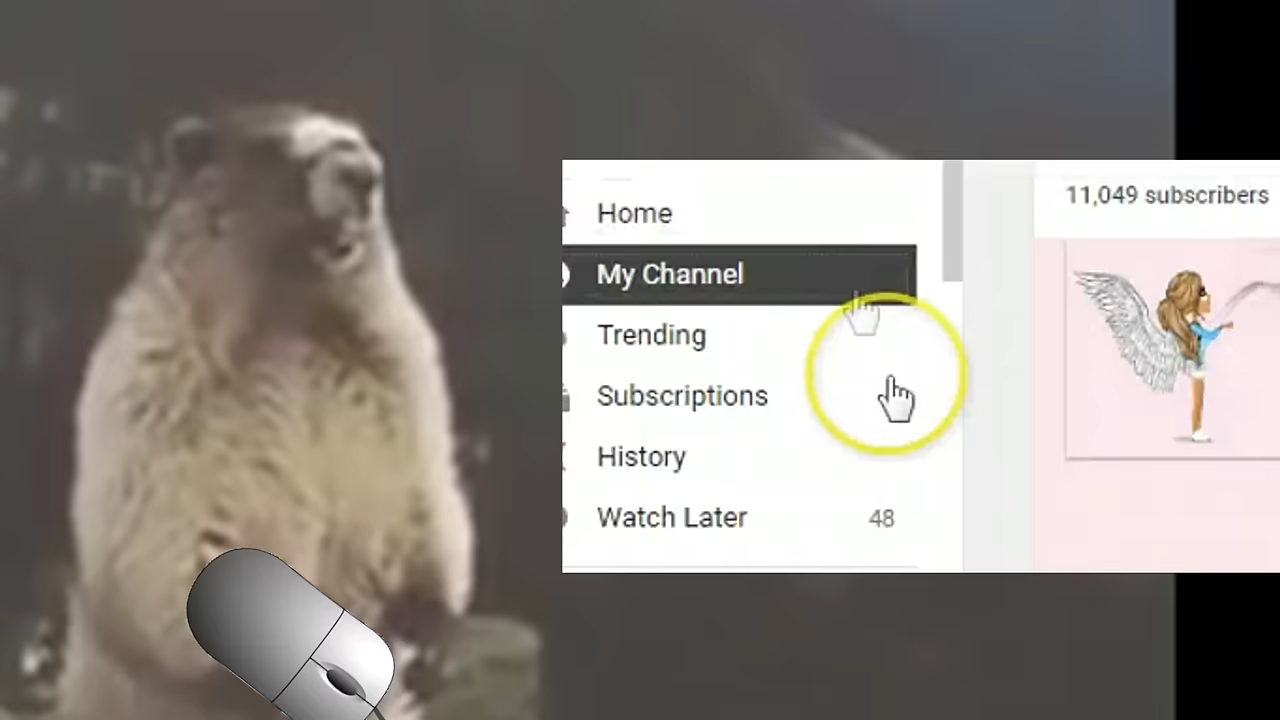 Home
11,049 subscribers
My Channel
Trending
Subscriptions
History
Watch Later 48